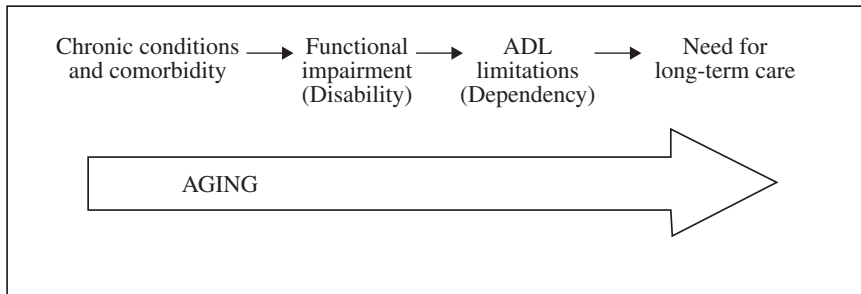 Chronic conditions
and comorbidity
Functional
impairment
(Disability)
ADL
limitations
(Dependency)
Need for
long-term care
AGING